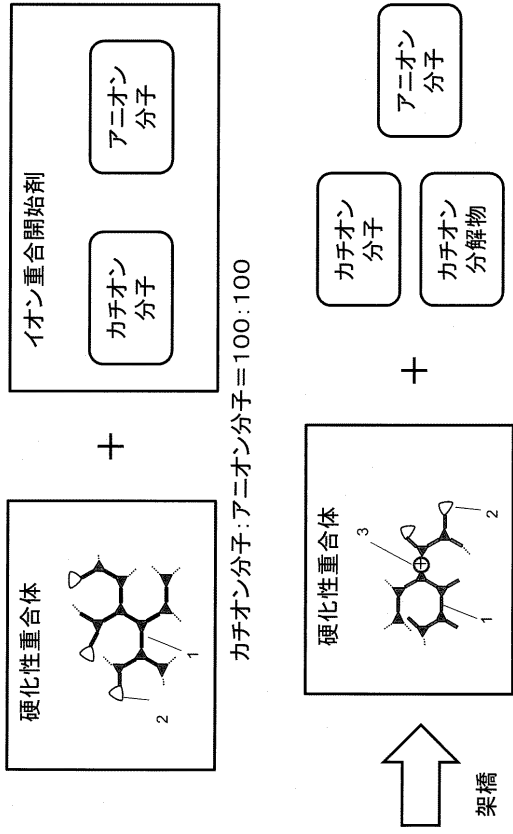 硬化性重合体
1
2
+
イオン重合開始剤
カチオン
分子
アニオン
分子
カチオン分子:アニオン分子=100:100
架橋
硬化性重合体
3
+
1
2
+
カチオン
分子
カチオン
分解物
アニオン
分子